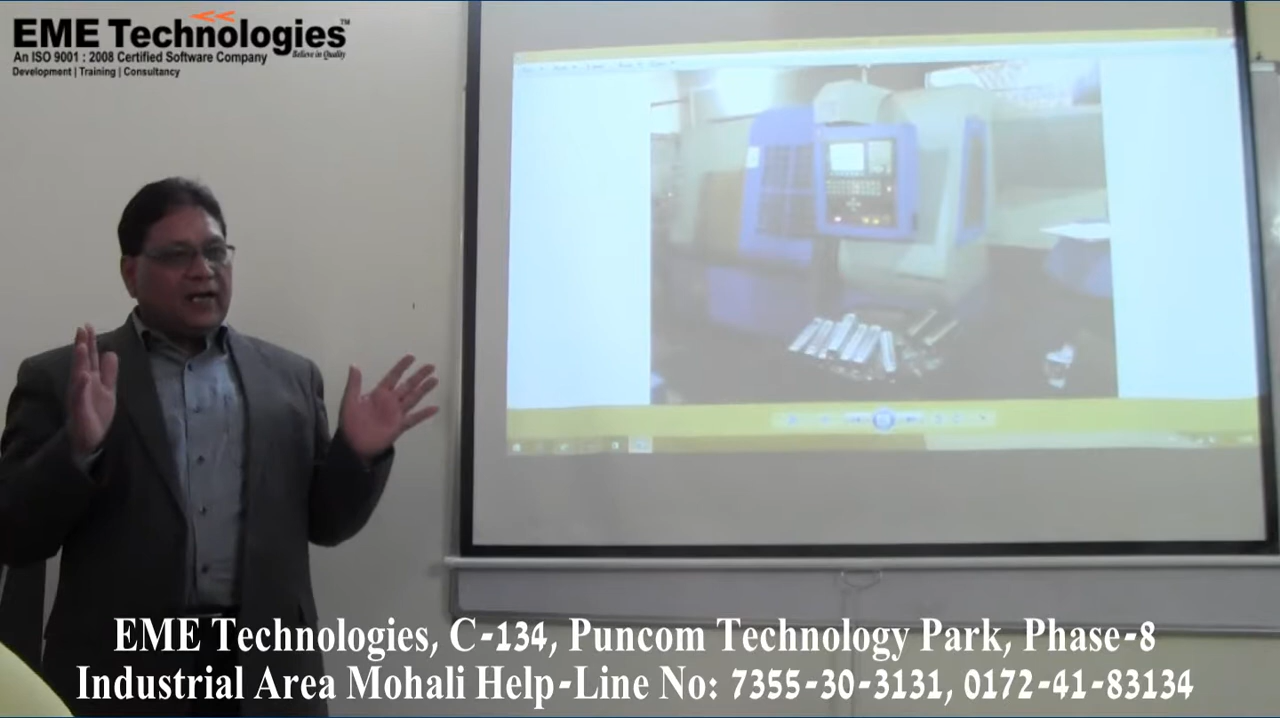 EME Technologies™
An ISO 9001 : 2008 Certified Software Company Believe in Quality
Development | Training | Consultancy
EME Technologies, C-134, Puncom Technology Park, Phase-8
Industrial Area Mohali Help-Line No: 7355-30-3131, 0172-41-83134